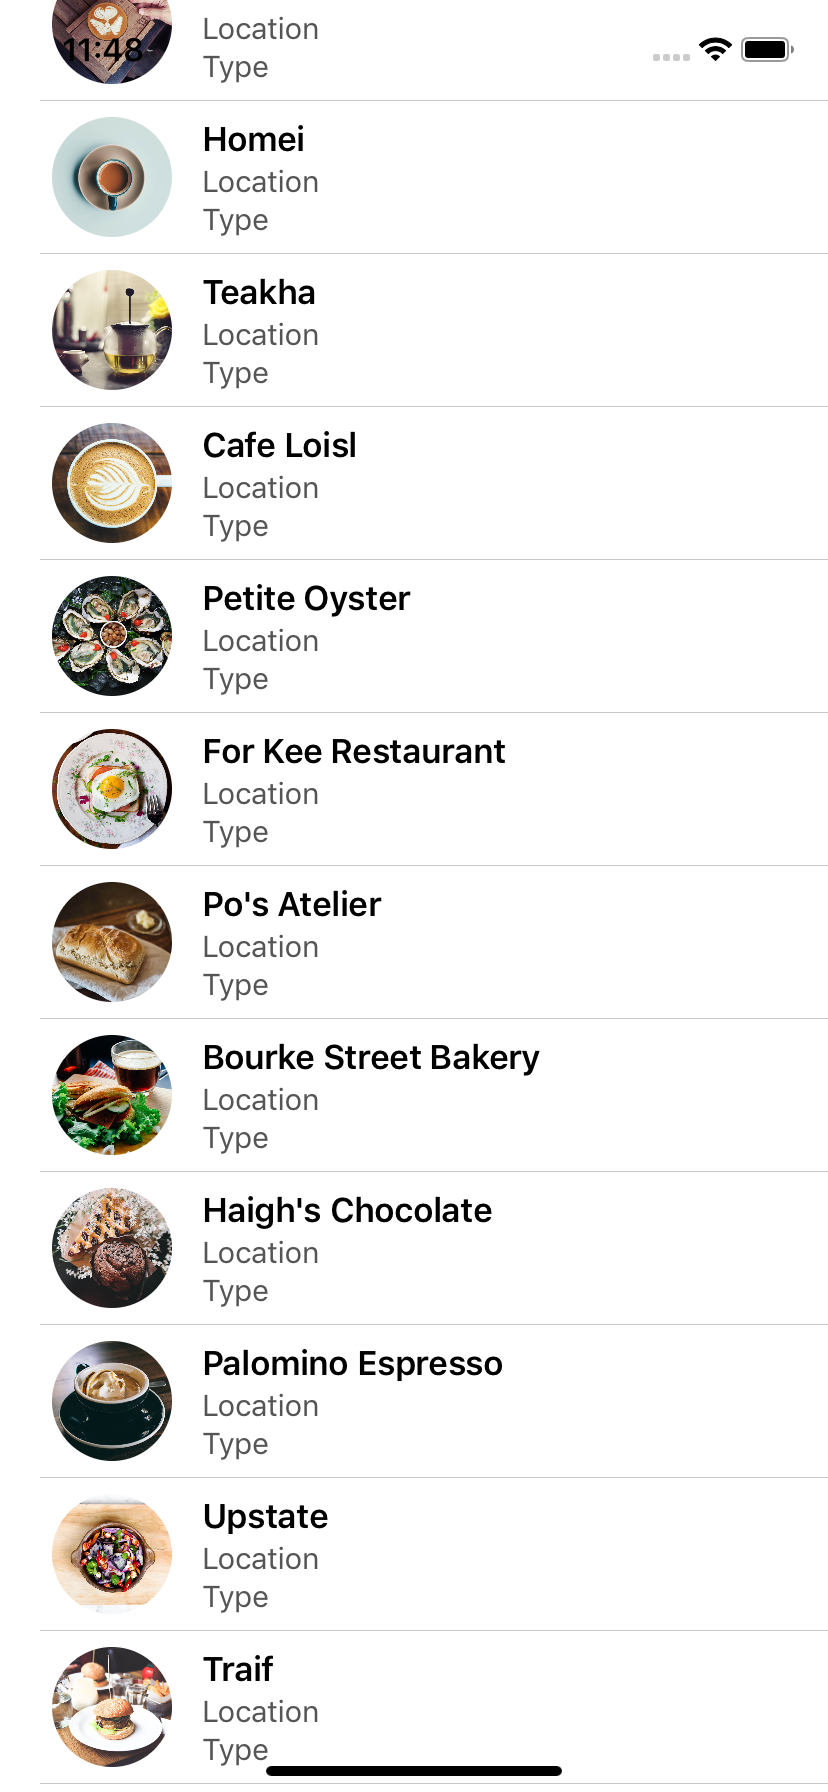 11:48
Location
Type
Homei
Location
Type
Teakha
Location
Type
Cafe Loisl
Location
Type
Petite Oyster
Location
Type
For Kee Restaurant
Location
Type
Po's Atelier
Location
Type
Bourke Street Bakery
Location
Type
Haigh's Chocolate
Location
Type
Palomino Espresso
Location
Type
Upstate
Location
Type
Traif
Location
Type